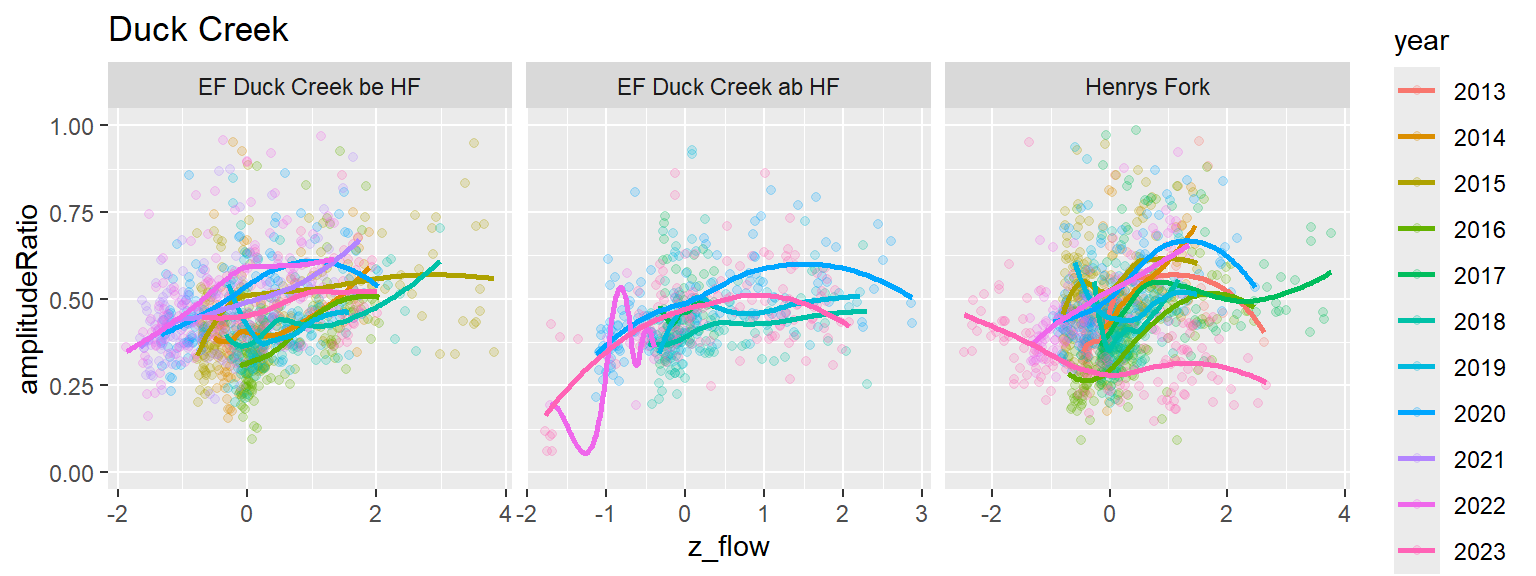 Duck Creek
EF Duck Creek be HF
EF Duck Creek ab HF
Henrys Fork
amplitudeRatio
1.00
0.75
0.50
0.25
0.00
-2 0 2 4
-2 -1 0 1 2 3
-2 0 2 4
z_flow
year
2013
2014
2015
2016
2017
2018
2019
2020
2021
2022
2023